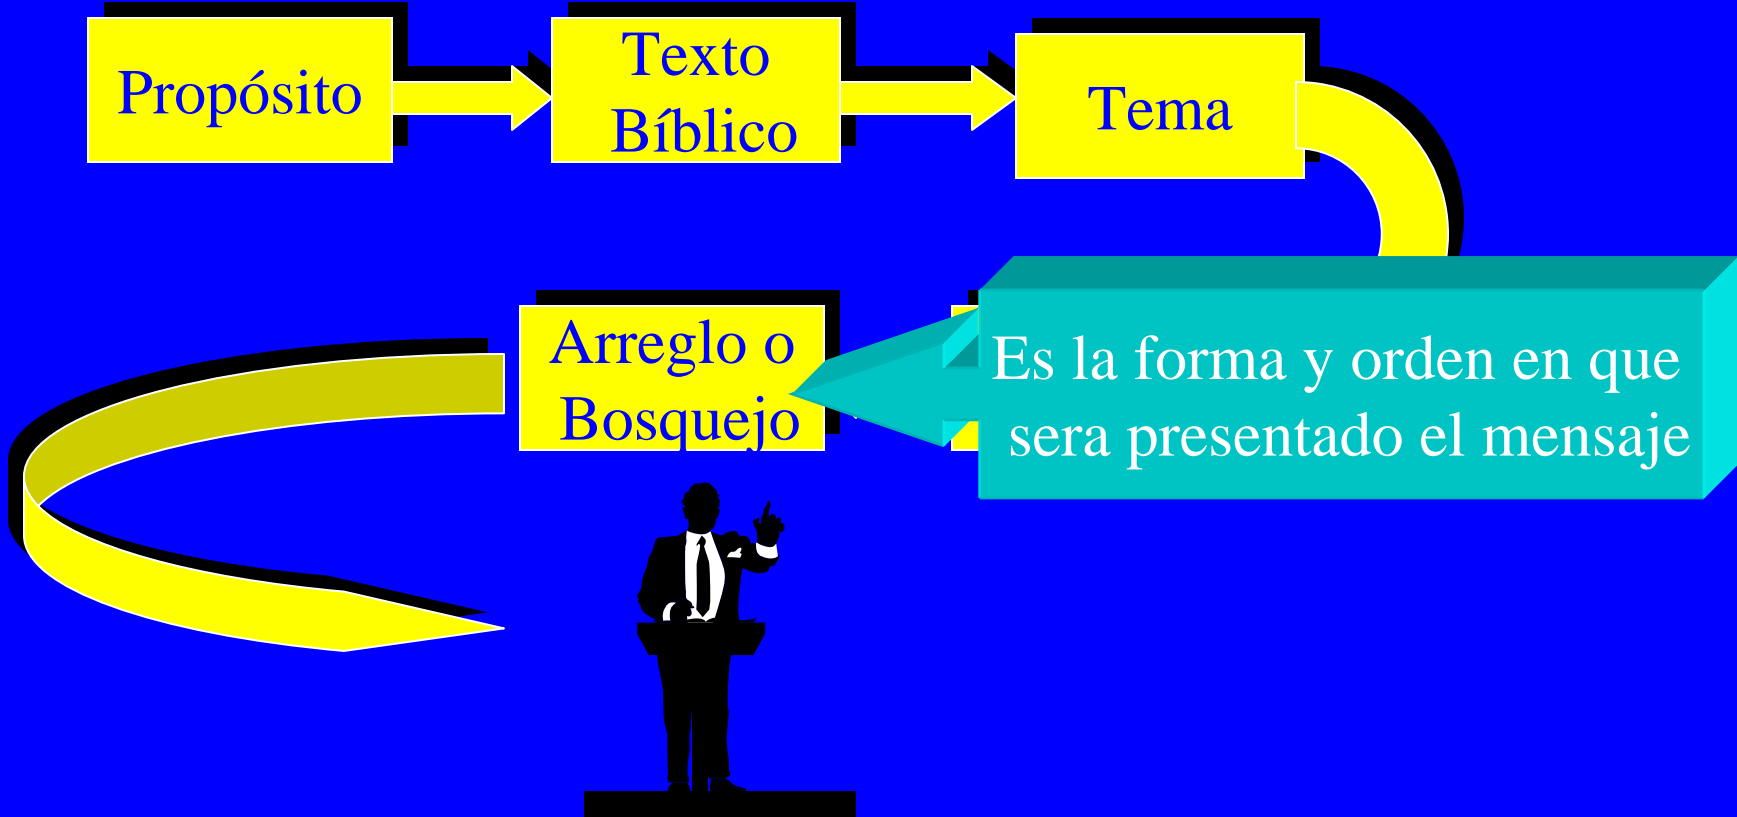 Propósito
Texto
Bíblico
Tema
Arreglo o
Bosquejo
Es la forma y orden en que
sera presentado el mensaje